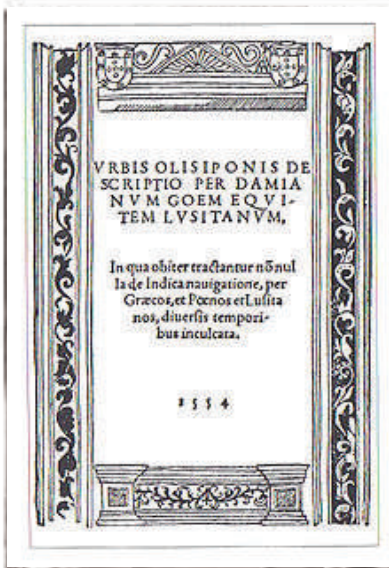 VRBIS OLISIPONIS DE
SCRIPTIO PER DAMIA
NVM GOEM EQVI-
TEM LVSITANVM,
In qua obiter tractantur nõ nul
la de Indica nauigatione, per
Græcos, et Pœnos et Luſita
nos, diuerſis tempori-
bus inculcata.
1554